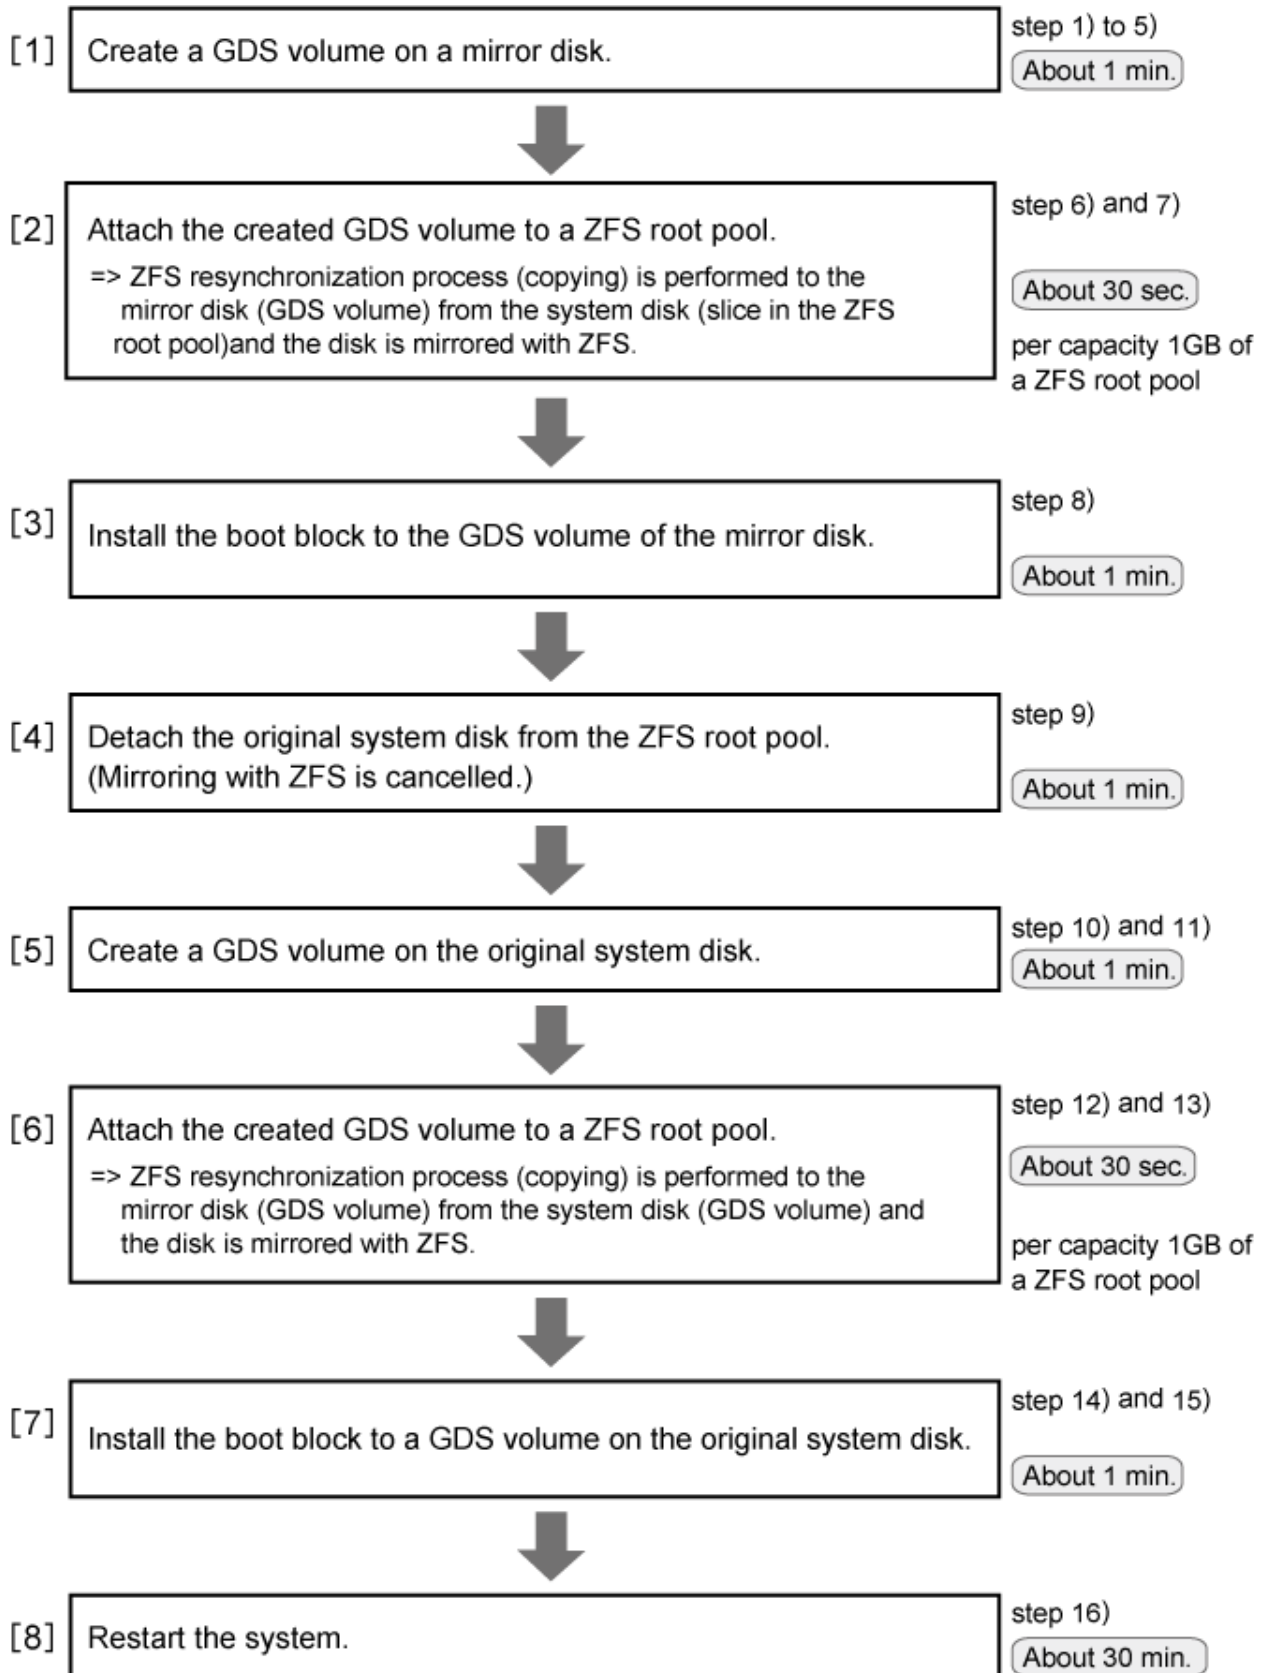 [1] Create a GDS volume on a mirror disk.
step 1) to 5)
About 1 min.
[2] Attach the created GDS volume to a ZFS root pool.
=> ZFS resynchronization process (copying) is performed to the
mirror disk (GDS volume) from the system disk (slice in the ZFS
root pool)and the disk is mirrored with ZFS.
step 6) and 7)
About 30 sec.
per capacity 1GB of
a ZFS root pool
[3] Install the boot block to the GDS volume of the mirror disk.
step 8)
About 1 min.
[4] Detach the original system disk from the ZFS root pool.
(Mirroring with ZFS is cancelled.)
step 9)
About 1 min.
[5] Create a GDS volume on the original system disk.
step 10) and 11)
About 1 min.
[6] Attach the created GDS volume to a ZFS root pool.
=> ZFS resynchronization process (copying) is performed to the
mirror disk (GDS volume) from the system disk (GDS volume) and
the disk is mirrored with ZFS.
step 12) and 13)
About 30 sec.
per capacity 1GB of
a ZFS root pool
[7] Install the boot block to a GDS volume on the original system disk.
step 14) and 15)
About 1 min.
[8] Restart the system.
step 16)
About 30 min.